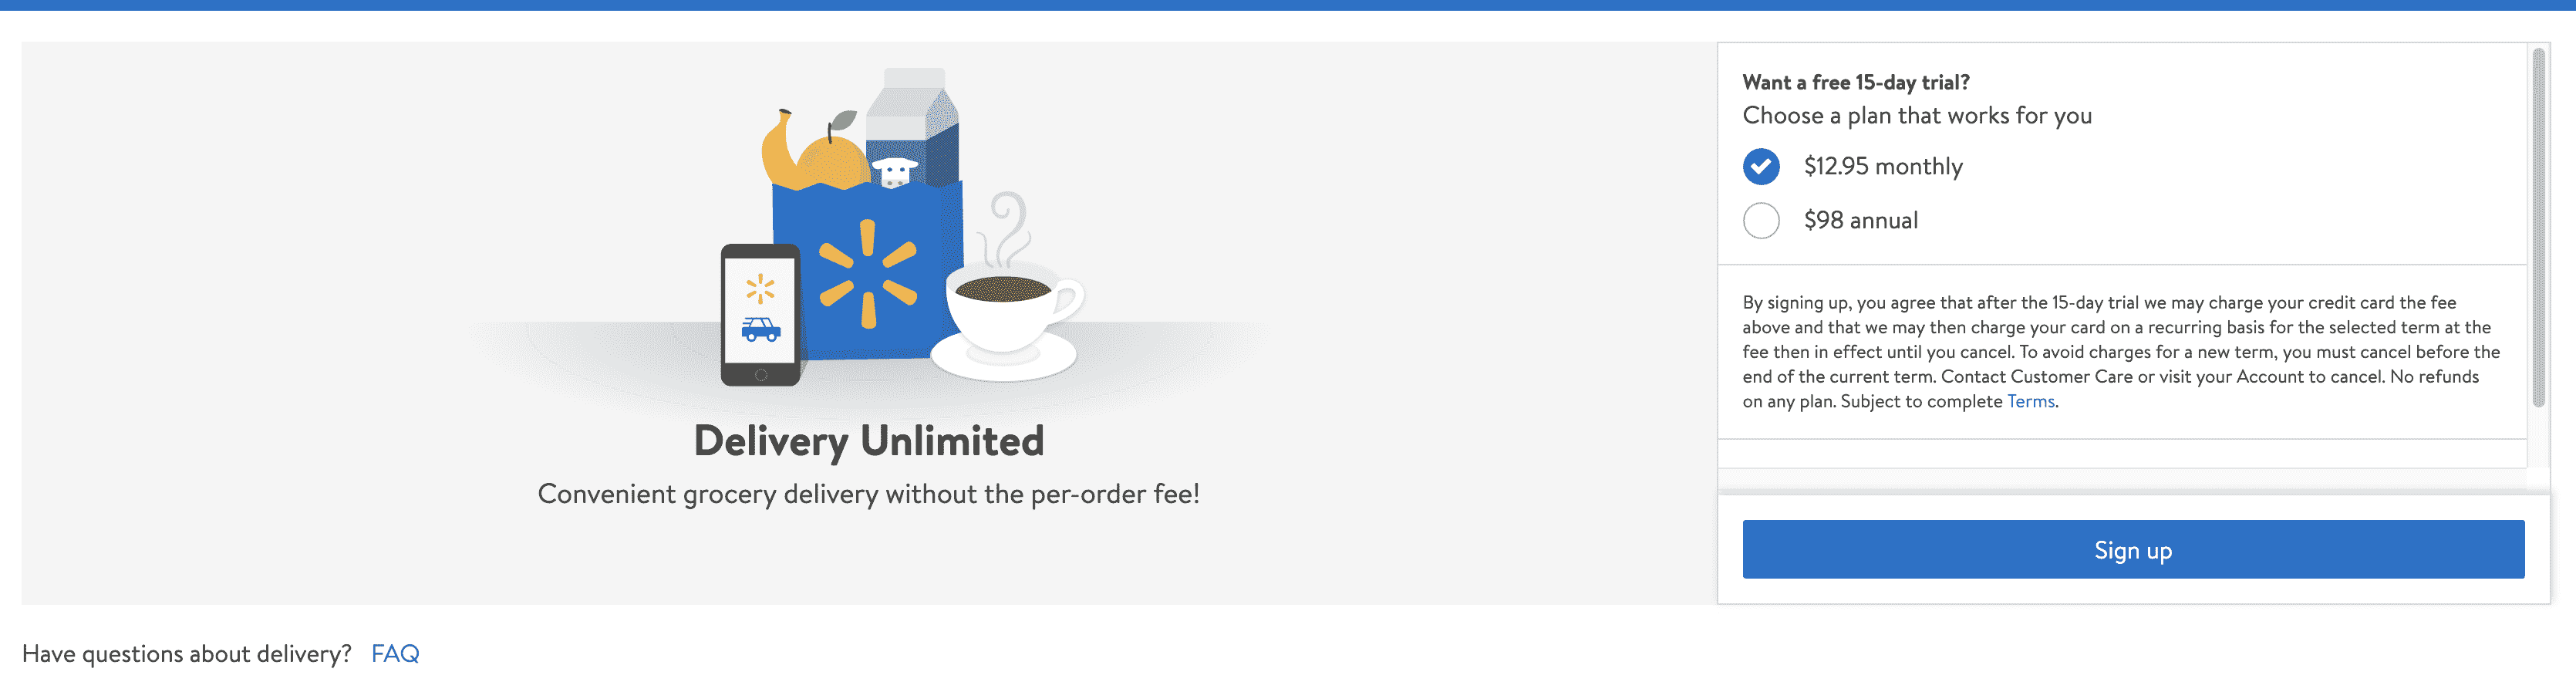 Want a free 15-day trial?
Choose a plan that works for you
$12.95 monthly
$98 annual
By signing up, you agree that after the 15-day trial we may charge your credit card the fee
above and that we may then charge your card on a recurring basis for the selected term at the
fee then in effect until you cancel. To avoid charges for a new term, you must cancel before the
end of the current term. Contact Customer Care or visit your Account to cancel. No refunds
on any plan. Subject to complete Terms.
Delivery Unlimited
Convenient grocery delivery without the per-order fee!
Sign up
Have questions about delivery? FAQ